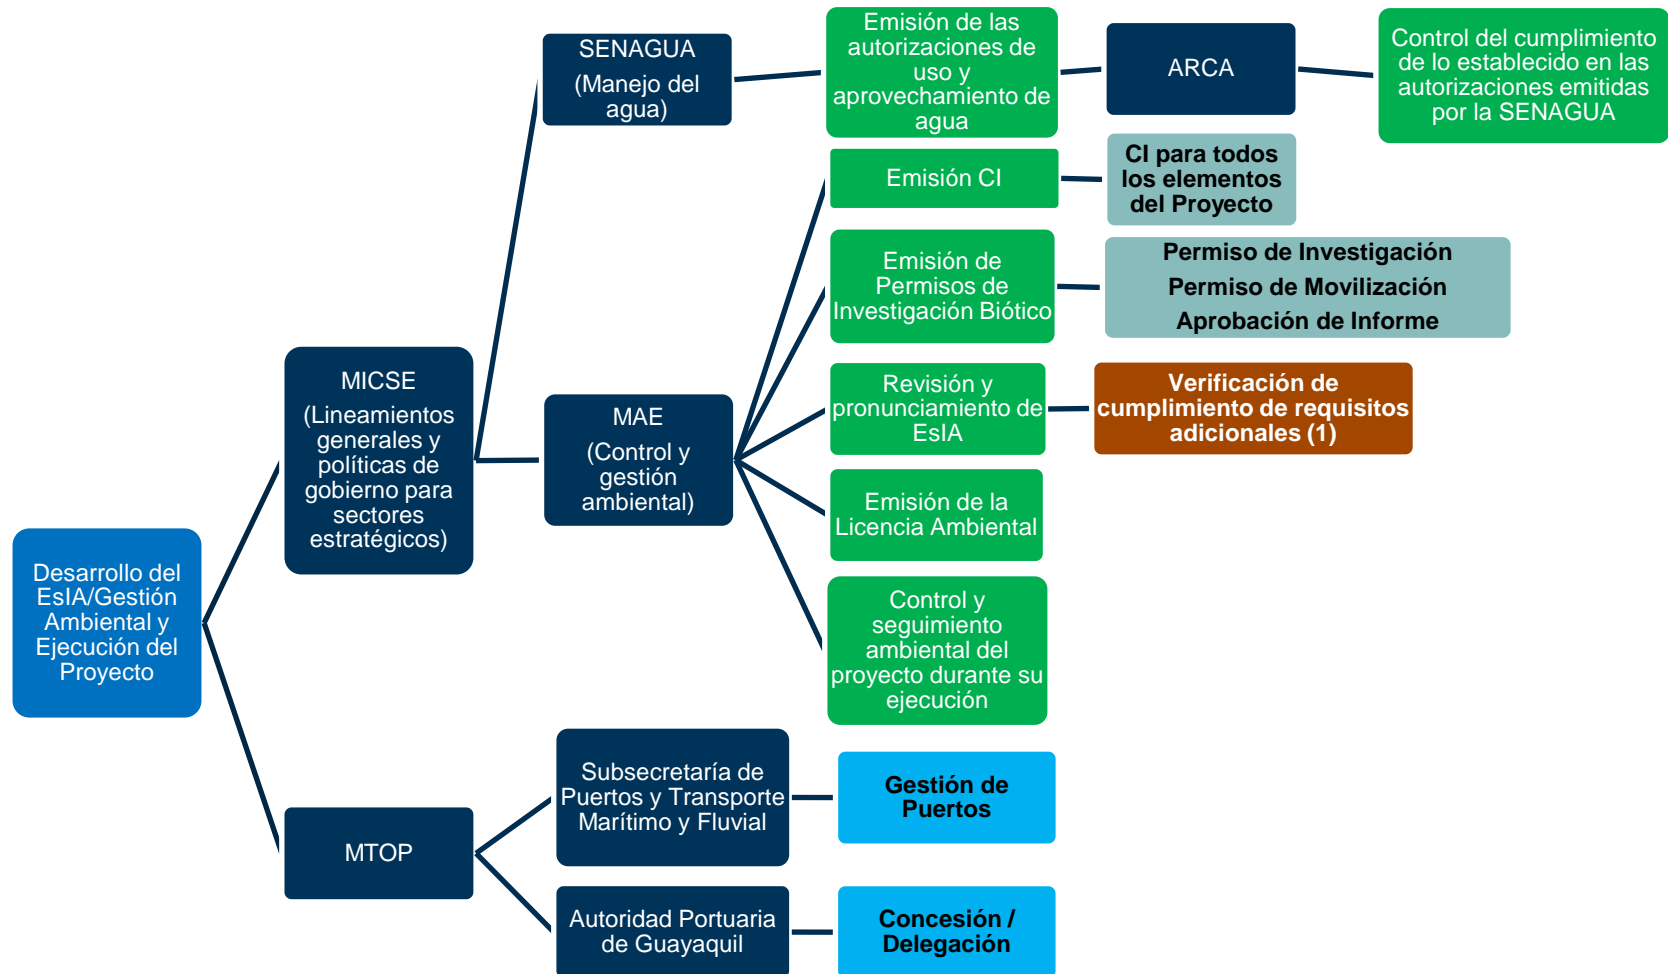 SENAGUA
(Manejo del
agua)
Emisión de las
autorizaciones de
uso y
aprovechamiento de
agua
ARCA
Control del cumplimiento
de lo establecido en las
autorizaciones emitidas
por la SENAGUA
Emisión CI
CI para todos
los elementos
del Proyecto
Emisión de
Permisos de
Investigación Biótico
Permiso de Investigación
Permiso de Movilización
Aprobación de Informe
MICSE
(Lineamientos
generales y
políticas de
gobierno para
sectores
estratégicos)
MAE
(Control y
gestión
ambiental)
Revisión y
pronunciamiento de
EsIA
Verificación de
cumplimiento de requisitos
adicionales (1)
Emisión de la
Licencia Ambiental
Desarrollo del
EsIA/Gestión
Ambiental y
Ejecución del
Proyecto
Control y
seguimiento
ambiental del
proyecto durante su
ejecución
MTOP
Subsecretaría de
Puertos y Transporte
Marítimo y Fluvial
Gestión de
Puertos
Autoridad Portuaria
de Guayaquil
Concesión /
Delegación